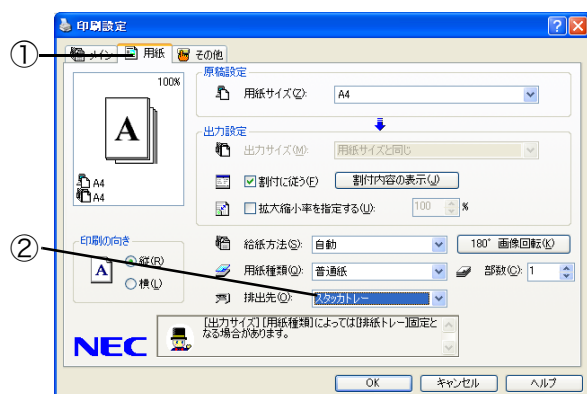 印刷設定
①
メイン
用紙
その他
100%
A
A4
A4
原稿設定
用紙サイズ(Z):
A4
出力設定
出力サイズ(M):
用紙サイズと同じ
割付に従う(F)
割付内容の表示(J)
拡大縮小率を指定する(U):
100
%
②
印刷の向き
A
縦(R)
横(L)
給紙方法(S):
自動
180° 画像回転(K)
用紙種類(Q):
普通紙
部数(C):
1
排出先(O):
スタッカトレー
NEC
[出力サイズ][用紙種類]によっては[排紙トレー]固定と
なる場合があります。
OK
キャンセル
ヘルプ